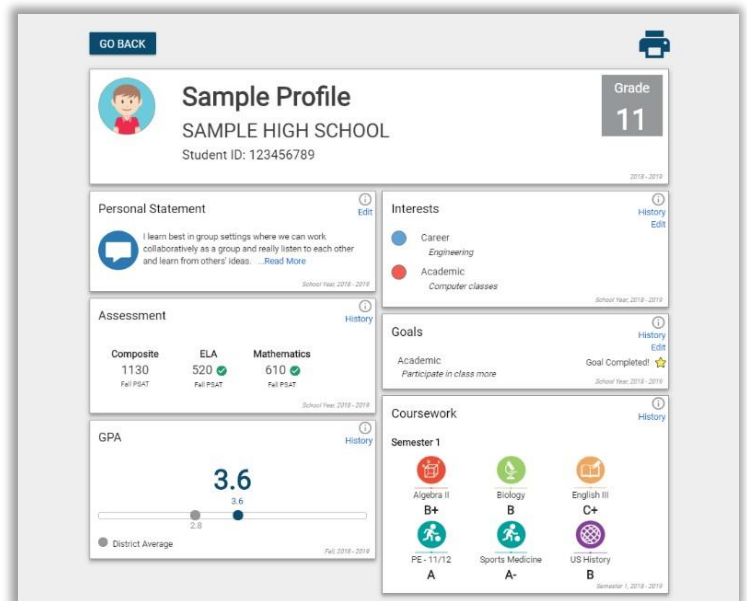 GO BACK
Sample Profile
SAMPLE HIGH SCHOOL
Student ID: 123456789
Grade
11
2018 - 2019
Personal Statement
Edit
I learn best in group settings where we can work
collaboratively as a group and really listen to each other
and learn from others' ideas. ...Read More
School Year, 2018 - 2019
Interests
History
Edit
Career
Engineering
Academic
Computer classes
School Year, 2018 - 2019
Assessment
History
Composite ELA Mathematics
1130 520 610
Fall PSAT Fall PSAT Fall PSAT
School Year, 2018 - 2019
Goals
History
Edit
Academic Goal Completed!
Participate in class more
School Year, 2018 - 2019
GPA
History
3.6
3.6
2.8
District Average
Fall, 2018 - 2019
Coursework
History
Semester 1
Algebra II Biology English III
B+ B C+
PE - 11/12 Sports Medicine US History
A A- B
Semester 1, 2018 - 2019